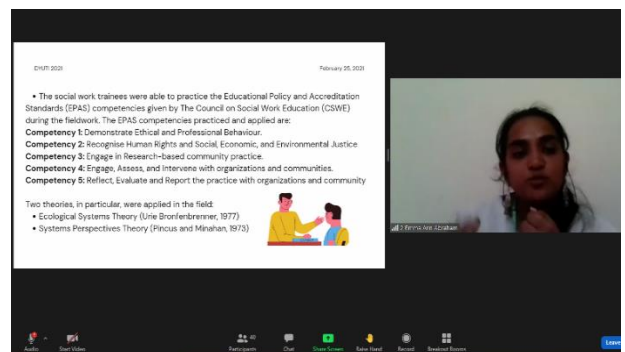 DHUTI 2021
February 25, 2021
• The social work trainees were able to practice the Educational Policy and Accreditation
Standards (EPAS) competencies given by The Council on Social Work Education (CSWE)
during the fieldwork. The EPAS competencies practiced and applied are:
Competency 1: Demonstrate Ethical and Professional Behaviour.
Competency 2: Recognise Human Rights and Social, Economic, and Environmental Justice
Competency 3: Engage in Research-based community practice.
Competency 4: Engage, Assess, and Intervene with organizations and communities.
Competency 5: Reflect, Evaluate and Report the practice with organizations and community
Two theories, in particular, were applied in the field:
• Ecological Systems Theory (Urie Bronfenbrenner, 1977)
• Systems Perspectives Theory (Pincus and Minahan, 1973)
Emma Ann Abraham
Audio
Start Video
Participants
40
Chat
Share Screen
Raise Hand
Record
Breakout Rooms
Leave